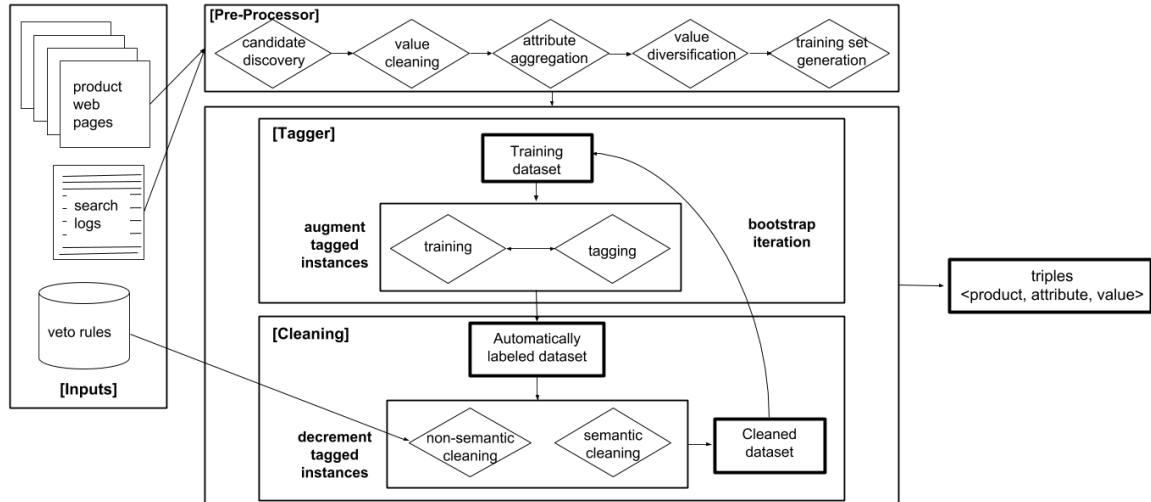 [Pre-Processor]
candidate
discovery
value
cleaning
attribute
aggregation
value
diversification
training set
generation
product
web
pages
search
logs
veto rules
[Inputs]
[Tagger]
Training
dataset
augment
tagged
instances
training
tagging
bootstrap
iteration
[Cleaning]
Automatically
labeled dataset
decrement
tagged
instances
non-semantic
cleaning
semantic
cleaning
Cleaned
dataset
triples
<product, attribute, value>